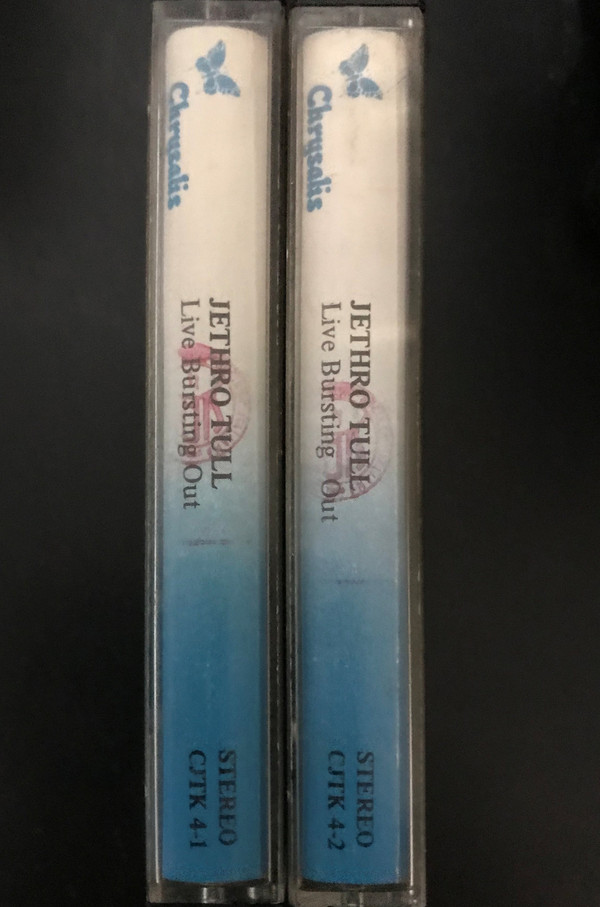 Chrysalis
JETHRO TULL
Live Bursting Out
STEREO
CJTK 4-1
Chrysalis
JETHRO TULL
Live Bursting Out
STEREO
CJTK 4-2